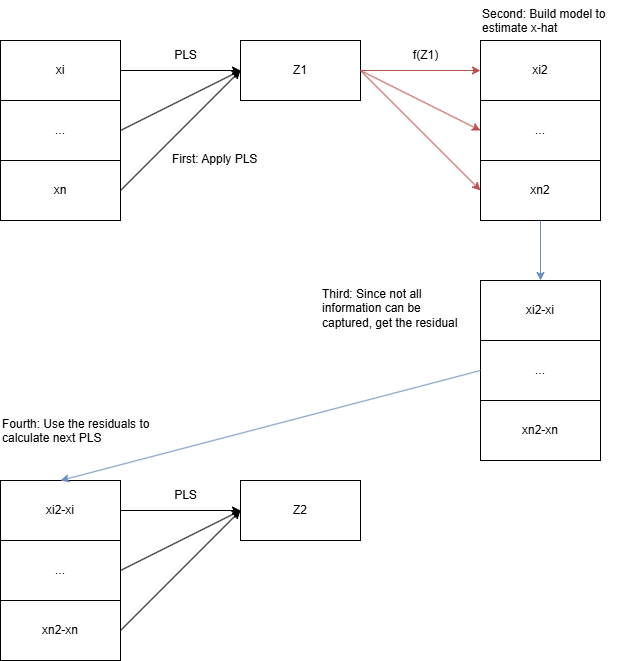 Second: Build model to
estimate x-hat
xi
PLS
Z1
f(Z1)
xi2
...
...
First: Apply PLS
xn
xn2
Third: Since not all
information can be
captured, get the residual
xi2-xi
...
xn2-xn
Fourth: Use the residuals to
calculate next PLS
xi2-xi
PLS
Z2
...
xn2-xn